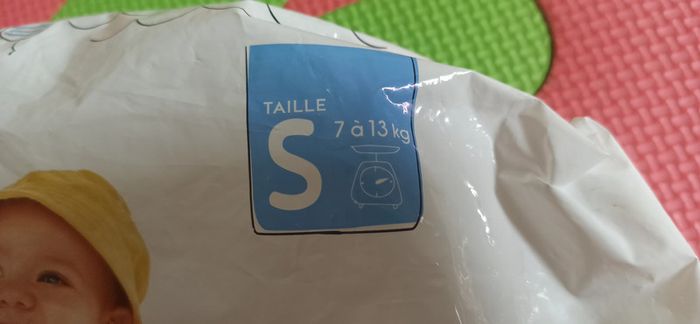 TAILLE
S
7 à 13 kg